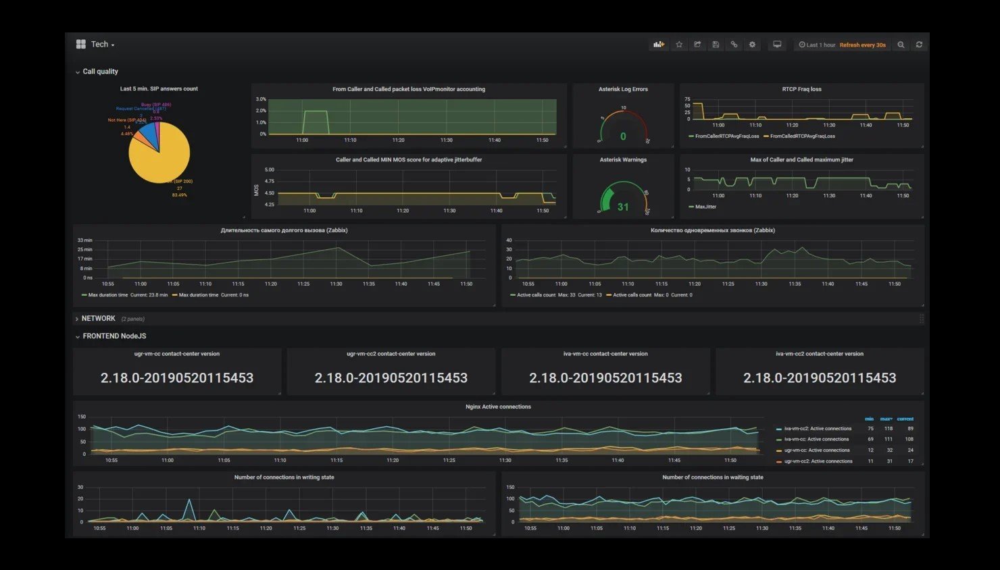 Tech
Last 1 hour Refresh every 30s
Call quality
Last 5 min. SIP answers count
Busy (SIP 486)
0.8
2.53%
Request Cancelled (487)
3
Not Here (SIP 404)
1.4
4.46%
(SIP 200)
27
83.49%
From Caller and Called packet loss VoIPmonitor accounting
3.0%
2.0%
1.0%
0%
11:00 11:10 11:20 11:30 11:40 11:50
Asterisk Log Errors
0 5 10 20
0
RTCP Fraq loss
75
50
25
0
11:00 11:10 11:20 11:30 11:40 11:50
FromCallerRTCPAvgFraqLoss FromCalledRTCPAvgFraqLoss
Caller and Called MIN MOS score for adaptive jitterbuffer
MOS
5.00
4.75
4.50
4.25
11:00 11:10 11:20 11:30 11:40 11:50
Asterisk Warnings
0 100
31
Max of Caller and Called maximum jitter
10
5
0
11:00 11:10 11:20 11:30 11:40 11:50
MaxJitter
Длительность самого долгого вызова (Zabbix)
33 min
25 min
17 min
8 min
0 ns
10:55 11:00 11:05 11:10 11:15 11:20 11:25 11:30 11:35 11:40 11:45 11:50
Max duration time Current: 23.8 min Max duration time Current: 0 ns
Количество одновременных звонков (Zabbix)
40
30
20
10
0
10:55 11:00 11:05 11:10 11:15 11:20 11:25 11:30 11:35 11:40 11:45 11:50
Active calls count Max: 33 Current: 13 Active calls count Max: 0 Current: 0
NETWORK (2 panels)
FRONTEND NodeJS
ugr-vm-cc contact-center version
2.18.0-20190520115453
ugr-vm-cc2 contact-center version
2.18.0-20190520115453
iva-vm-cc contact-center version
2.18.0-20190520115453
iva-vm-cc2 contact-center version
2.18.0-20190520115453
Nginx Active connections
150
100
50
0
10:55 11:00 11:05 11:10 11:15 11:20 11:25 11:30 11:35 11:40 11:45 11:50
min max current
iva-vm-cc2: Active connections 75 118 89
iva-vm-cc: Active connections 69 111 108
ugr-vm-cc: Active connections 12 32 24
ugr-vm-cc2: Active connections 11 31 17
Number of connections in writing state
30
20
10
0
10:55 11:00 11:05 11:10 11:15 11:20 11:25 11:30 11:35 11:40 11:45 11:50
Number of connections in waiting state
150
100
50
0
10:55 11:00 11:05 11:10 11:15 11:20 11:25 11:30 11:35 11:40 11:45 11:50